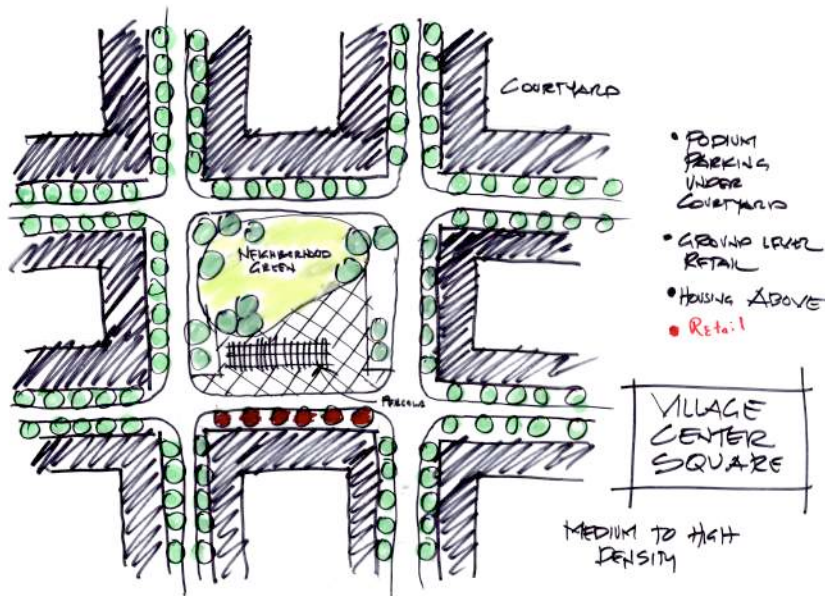 COURTYARD
• PODIUM
PARKING
UNDER
COURTYARD
• GROUND LEVEL
RETAIL
• HOUSING ABOVE
• Retail
NEIGHBORHOOD
GREEN
PERGOLA
VILLAGE
CENTER
SQUARE
MEDIUM TO HIGH
DENSITY